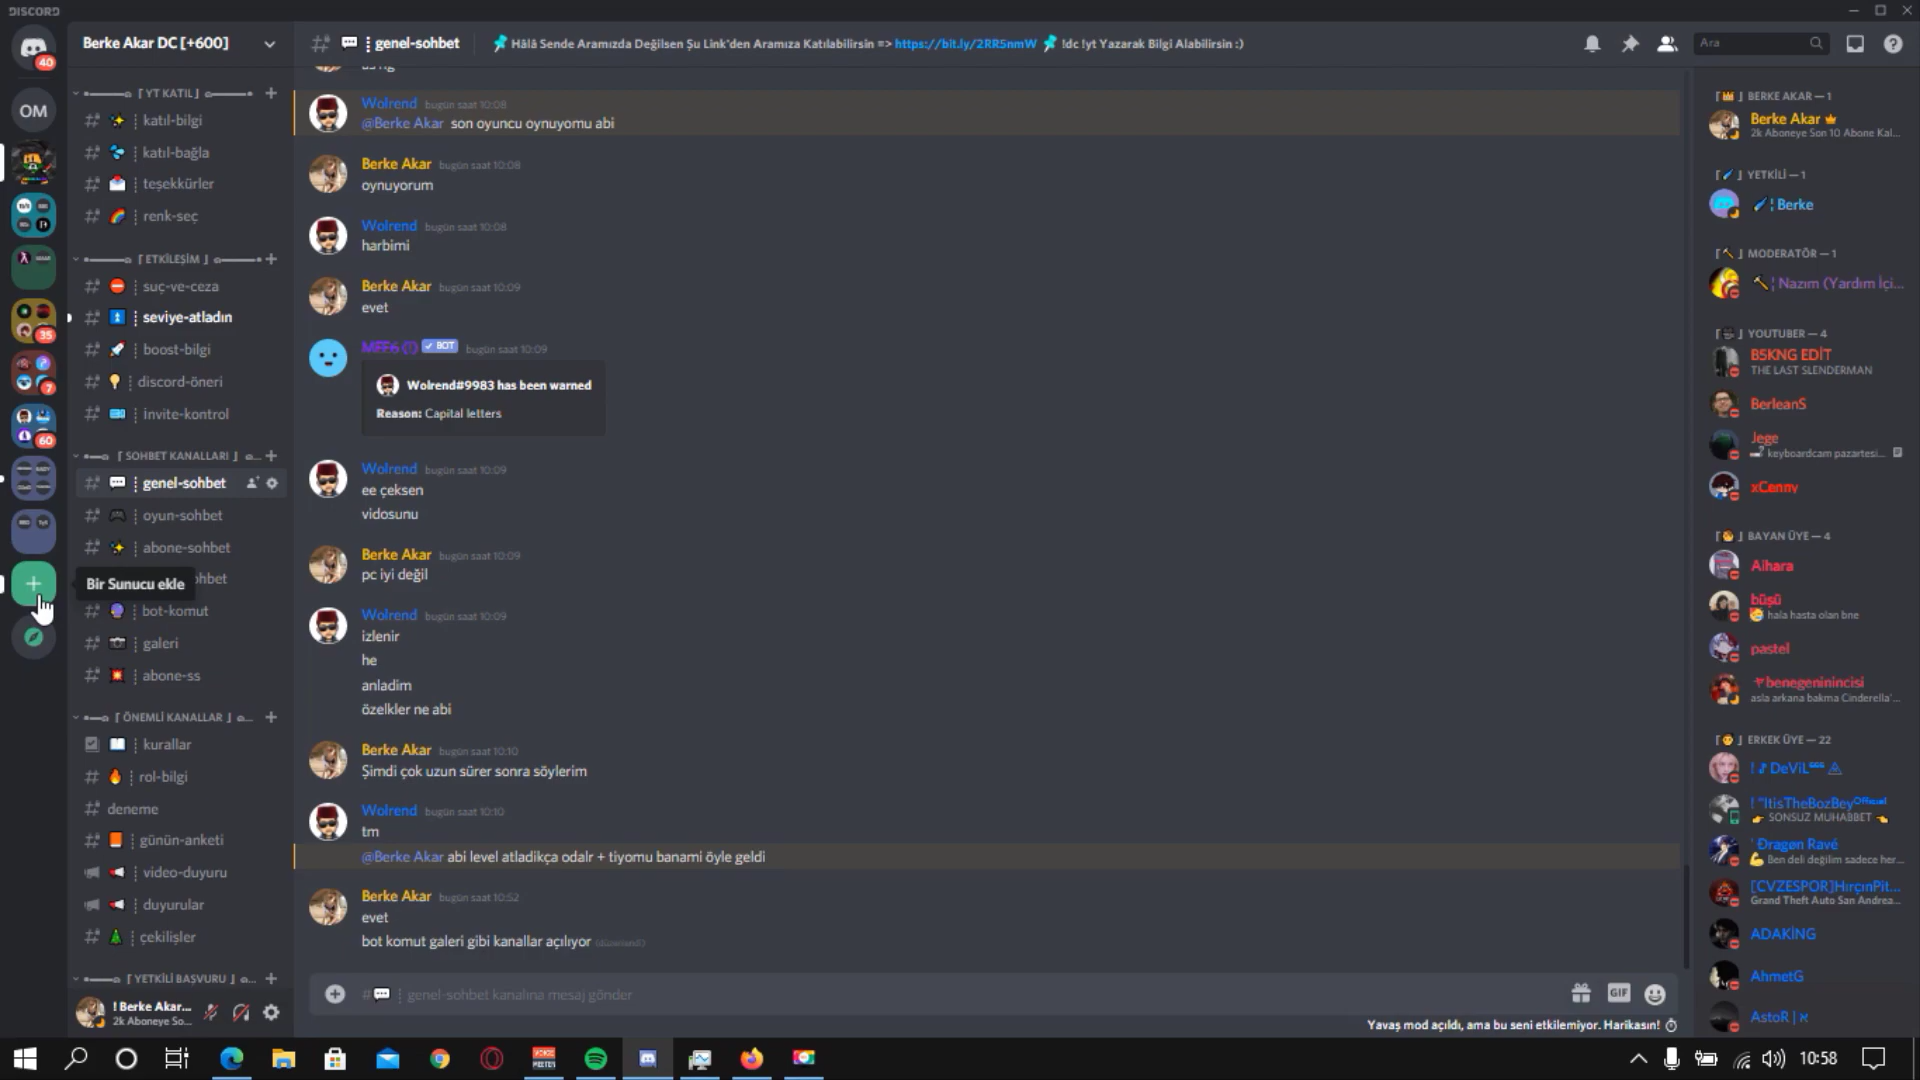 DISCORD
40
OM
35
7
60
Bir Sunucu ekle
Berke Akar DC [+600]
[ YT KATIL ]
katıl-bilgi
katıl-bağla
teşekkürler
renk-seç
[ ETKİLEŞİM ]
suç-ve-ceza
seviye-atladın
boost-bilgi
discord-öneri
invite-kontrol
[ SOHBET KANALLARI ]
genel-sohbet
oyun-sohbet
abone-sohbet
ohbet
bot-komut
galeri
abone-ss
[ ÖNEMLİ KANALLAR ]
kurallar
rol-bilgi
deneme
günün-anketi
video-duyuru
duyurular
çekilişler
[ YETKİLİ BAŞVURU ]
! Berke Akar...
2k Aboneye So...
genel-sohbet
Hâlâ Sende Aramızda Değilsen Şu Link'den Aramıza Katılabilirsin => https://bit.ly/2RR5nmW !dc !yt Yazarak Bilgi Alabilirsin :)
Ara
Wolrend bugün saat 10:08
@Berke Akar son oyuncu oynuyomu abi
Berke Akar bugün saat 10:08
oynuyorum
Wolrend bugün saat 10:08
harbimi
Berke Akar bugün saat 10:09
evet
MEE6 (!) BOT bugün saat 10:09
Wolrend#9983 has been warned
Reason: Capital letters
Wolrend bugün saat 10:09
ee çeksen
vidosunu
Berke Akar bugün saat 10:09
pc iyi değil
Wolrend bugün saat 10:09
izlenir
he
anladim
özelkler ne abi
Berke Akar bugün saat 10:10
Şimdi çok uzun sürer sonra söylerim
Wolrend bugün saat 10:10
tm
@Berke Akar abi level atladikça odalr + tiyomu banami öyle geldi
Berke Akar bugün saat 10:52
evet
bot komut galeri gibi kanallar açılıyor (düzenlendi)
genel-sohbet kanalına mesaj gönder
GIF
Yavaş mod açıldı, ama bu seni etkilemiyor. Harikasın!
[ ] BERKE AKAR — 1
Berke Akar
2k Aboneye Son 10 Abone Kal...
[ ] YETKİLİ — 1
¦ Berke
[ ] MODERATÖR — 1
¦ Nazım (Yardım İçi...
[ ] YOUTUBER — 4
BSKNG EDİT
THE LAST SLENDERMAN
BerleanS
Jege
keyboardcam pazartesi...
xCenny
[ ] BAYAN ÜYE — 4
Aihara
büşü
hala hasta olan bne
pastel
benegeninincisi
asla arkana bakma Cinderella'...
[ ] ERKEK ÜYE — 22
! DeViL
! "ItisTheBozBey Official
SONSUZ MUHABBET
' Đragøn Ravé
Ben deli değilim sadece her...
[CVZESPOR]HırçınPit...
Grand Theft Auto San Andrea...
ADAKİNG
AhmetG
AstoR | א
10:58